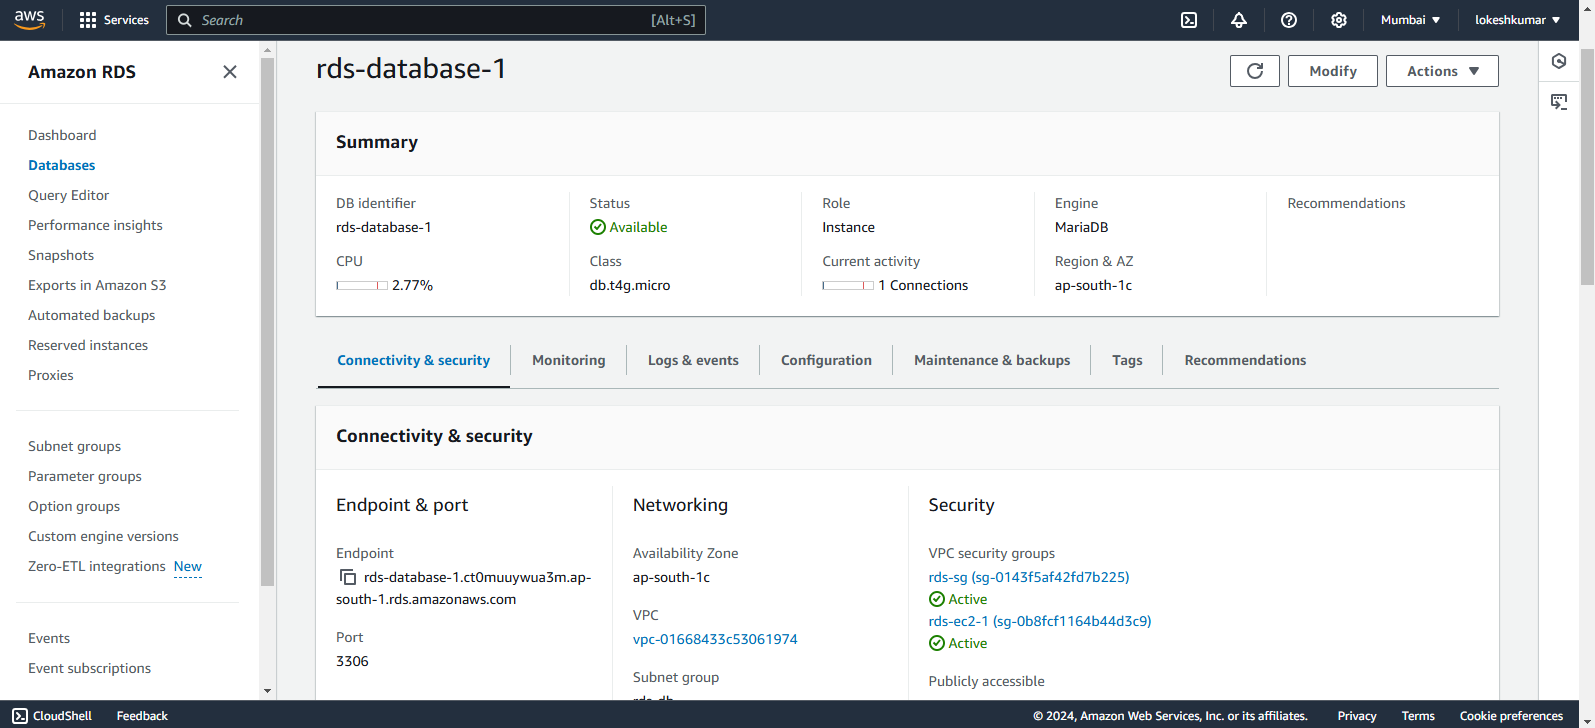 aws Services Search [Alt+S] Mumbai lokeshkumar
Amazon RDS
Dashboard
Databases
Query Editor
Performance insights
Snapshots
Exports in Amazon S3
Automated backups
Reserved instances
Proxies
Subnet groups
Parameter groups
Option groups
Custom engine versions
Zero-ETL integrations New
Events
Event subscriptions
rds-database-1
Modify Actions
Summary
DB identifier
rds-database-1
CPU
2.77%
Status
Available
Class
db.t4g.micro
Role
Instance
Current activity
1 Connections
Engine
MariaDB
Region & AZ
ap-south-1c
Recommendations
Connectivity & security Monitoring Logs & events Configuration Maintenance & backups Tags Recommendations
Connectivity & security
Endpoint & port
Endpoint
rds-database-1.ct0muuywua3m.ap-
south-1.rds.amazonaws.com
Port
3306
Networking
Availability Zone
ap-south-1c
VPC
vpc-01668433c53061974
Subnet group
rds-db
Security
VPC security groups
rds-sg (sg-0143f5af42fd7b225)
Active
rds-ec2-1 (sg-0b8fcf1164b44d3c9)
Active
Publicly accessible
CloudShell Feedback © 2024, Amazon Web Services, Inc. or its affiliates. Privacy Terms Cookie preferences